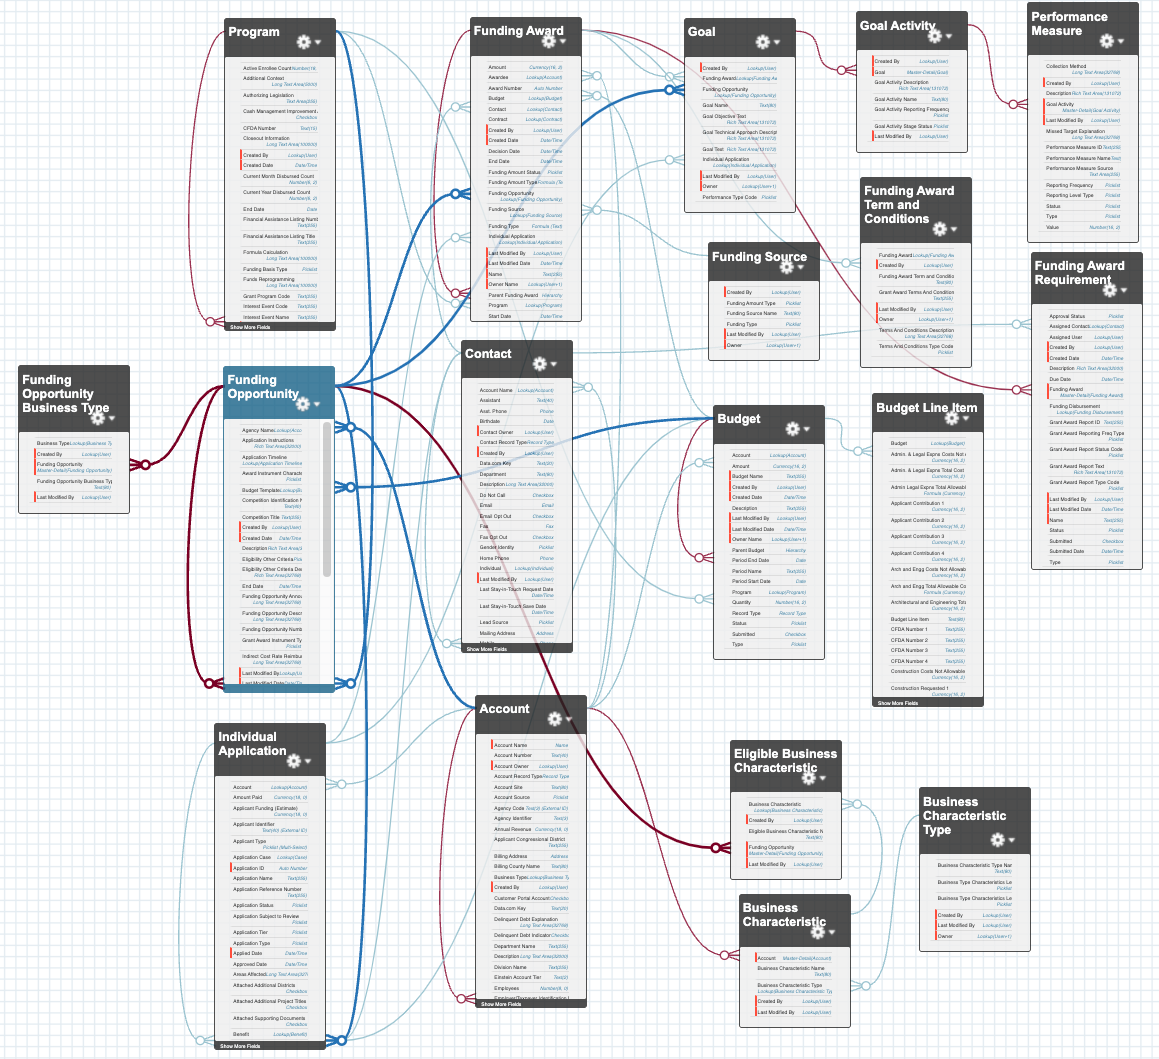 Program
Active Enrollee Count Number(18,
Additional Context
Long Text Area(32000)
Authorizing Legislation
Text Area(255)
Cash Management Improvement
Checkbox
CFDA Number Text(15)
Closeout Information
Long Text Area(100000)
Created By Lookup(User)
Created Date Date/Time
Current Month Disbursed Count
Number(8, 2)
Current Year Disbursed Count
Number(8, 2)
End Date Date
Financial Assistance Listing Numt
Text(255)
Financial Assistance Listing Title
Text(255)
Formula Calculation
Long Text Area(100000)
Funding Basis Type Picklist
Funds Reprogramming
Long Text Area(100000)
Grant Program Code Text(255)
Interest Event Code Text(255)
Interest Event Name Text(255)
Show More Fields
Funding Award
Amount Currency(16, 2)
Awardee Lookup(Account)
Award Number Auto Number
Budget Lookup(Budget)
Contact Lookup(Contact)
Contract Lookup(Contract)
Created By Lookup(User)
Created Date Date/Time
Decision Date Date/Time
End Date Date/Time
Funding Amount Status Picklist
Funding Amount Type Formula (Te
Funding Opportunity
Lookup(Funding Opportunity)
Funding Source
Lookup(Funding Source)
Funding Type Formula (Text)
Individual Application
Lookup(Individual Application)
Last Modified By Lookup(User)
Last Modified Date Date/Time
Name Text(255)
Owner Name Lookup(User+1)
Parent Funding Award Hierarchy
Program Lookup(Program)
Start Date Date/Time
Goal
Created By Lookup(User)
Funding Award Lookup(Funding Aw
Funding Opportunity
Lookup(Funding Opportunity)
Goal Name Text(80)
Goal Objective Text
Rich Text Area(131072)
Goal Technical Approach Descript
Rich Text Area(131072)
Goal Text Rich Text Area(131072)
Individual Application
Lookup(Individual Application)
Last Modified By Lookup(User)
Owner Lookup(User+1)
Performance Type Code Picklist
Goal Activity
Created By Lookup(User)
Goal Master-Detail(Goal)
Goal Activity Description
Rich Text Area(131072)
Goal Activity Name Text(80)
Goal Activity Reporting Frequency
Picklist
Goal Activity Stage Status Picklist
Last Modified By Lookup(User)
Performance
Measure
Collection Method
Long Text Area(32768)
Created By Lookup(User)
Description Rich Text Area(131072)
Goal Activity
Master-Detail(Goal Activity)
Last Modified By Lookup(User)
Missed Target Explanation
Long Text Area(32768)
Performance Measure ID Text(255)
Performance Measure Name Text(
Performance Measure Source
Text Area(255)
Reporting Frequency Picklist
Reporting Level Type Picklist
Status Picklist
Type Picklist
Value Number(16, 2)
Funding Award
Term and
Conditions
Funding Award Lookup(Funding Aw
Created By Lookup(User)
Funding Award Term and Conditio
Text(80)
Grant Award Terms And Condition
Text(255)
Last Modified By Lookup(User)
Owner Lookup(User+1)
Terms And Conditions Description
Long Text Area(32768)
Terms And Conditions Type Code
Picklist
Funding Source
Created By Lookup(User)
Funding Amount Type Picklist
Funding Source Name Text(80)
Funding Type Picklist
Last Modified By Lookup(User)
Owner Lookup(User+1)
Funding Award
Requirement
Approval Status Picklist
Assigned Contact Lookup(Contact)
Assigned User Lookup(User)
Created By Lookup(User)
Created Date Date/Time
Description Rich Text Area(32000)
Due Date Date/Time
Funding Award
Master-Detail(Funding Award)
Funding Disbursement
Lookup(Funding Disbursement)
Grant Award Report ID Text(255)
Grant Award Reporting Freq Type
Picklist
Grant Award Report Status Code
Picklist
Grant Award Report Text
Rich Text Area(131072)
Grant Award Report Type Code
Picklist
Last Modified By Lookup(User)
Last Modified Date Date/Time
Name Text(255)
Status Picklist
Submitted Checkbox
Submitted Date Date/Time
Type Picklist
Funding
Opportunity
Business Type
Business Type Lookup(Business Ty
Created By Lookup(User)
Funding Opportunity
Master-Detail(Funding Opportunity)
Funding Opportunity Business Typ
Text(80)
Last Modified By Lookup(User)
Funding
Opportunity
Agency Name Lookup(Acco
Application Instructions
Rich Text Area(32000)
Application Timeline
Lookup(Application Timeline
Award Instrument Characte
Picklist
Budget Template Lookup(B
Competition Identification N
Text(80)
Competition Title Text(255)
Created By Lookup(User)
Created Date Date/Time
Description Rich Text Area(3
Eligibility Other Criteria Pick
Eligibility Other Criteria Des
Rich Text Area(32768)
End Date Date/Time
Funding Opportunity Annou
Long Text Area(32768)
Funding Opportunity Descr
Long Text Area(32768)
Funding Opportunity Numb
Grant Award Instrument Ty
Picklist
Indirect Cost Rate Reimbur
Long Text Area(32768)
Last Modified By Lookup(Us
Last Modified Date Date/Tim
Contact
Account Name Lookup(Account)
Assistant Text(40)
Asst. Phone Phone
Birthdate Date
Contact Owner Lookup(User)
Contact Record Type Record Type
Created By Lookup(User)
Data.com Key Text(20)
Department Text(80)
Description Long Text Area(32000)
Do Not Call Checkbox
Email Email
Email Opt Out Checkbox
Fax Fax
Fax Opt Out Checkbox
Gender Identity Picklist
Home Phone Phone
Individual Lookup(Individual)
Last Modified By Lookup(User)
Last Stay-in-Touch Request Date
Date/Time
Last Stay-in-Touch Save Date
Date/Time
Lead Source Picklist
Mailing Address Address
Show More Fields
Budget
Account Lookup(Account)
Amount Currency(16, 2)
Budget Name Text(255)
Created By Lookup(User)
Created Date Date/Time
Description Text(255)
Last Modified By Lookup(User)
Last Modified Date Date/Time
Owner Name Lookup(User+1)
Parent Budget Hierarchy
Period End Date Date
Period Name Text(255)
Period Start Date Date
Program Lookup(Program)
Quantity Number(16, 2)
Record Type Record Type
Status Picklist
Submitted Checkbox
Type Picklist
Budget Line Item
Budget Lookup(Budget)
Admin. & Legal Expns Costs Not A
Currency(16, 2)
Admin. & Legal Expns Total Cost
Currency(16, 2)
Admin Legal Expns Total Allowabl
Formula (Currency)
Applicant Contribution 1
Currency(16, 2)
Applicant Contribution 2
Currency(16, 2)
Applicant Contribution 3
Currency(16, 2)
Applicant Contribution 4
Currency(16, 2)
Arch and Engg Costs Not Allowabl
Currency(16, 2)
Arch and Engg Total Allowable Co
Formula (Currency)
Architectural and Engineering Tota
Currency(16, 2)
Budget Line Item Text(80)
CFDA Number 1 Text(255)
CFDA Number 2 Text(255)
CFDA Number 3 Text(255)
CFDA Number 4 Text(255)
Construction Costs Not Allowable
Currency(16, 2)
Construction Requested 1
Currency(16, 2)
Show More Fields
Individual
Application
Account Lookup(Account)
Amount Paid Currency(18, 0)
Applicant Funding (Estimate)
Currency(18, 0)
Applicant Identifier
Text(40) (External ID)
Applicant Type
Picklist (Multi-Select)
Application Case Lookup(Case)
Application ID Auto Number
Application Name Text(255)
Application Reference Number
Text(255)
Application Status Picklist
Application Subject to Review
Picklist
Application Tier Picklist
Application Type Picklist
Applied Date Date/Time
Approved Date Date/Time
Areas Affected Long Text Area(327
Attached Additional Districts
Checkbox
Attached Additional Project Titles
Checkbox
Attached Supporting Documents
Checkbox
Benefit Lookup(Benefit)
Show More Fields
Account
Account Name Name
Account Number Text(40)
Account Owner Lookup(User)
Account Record Type Record Type
Account Site Text(80)
Account Source Picklist
Agency Code Text(3) (External ID)
Agency Identifier Text(3)
Annual Revenue Currency(18, 0)
Applicant Congressional District
Text(255)
Billing Address Address
Billing County Name Text(80)
Business Type Lookup(Business Ty
Created By Lookup(User)
Customer Portal Account Checkbo
Data.com Key Text(20)
Delinquent Debt Explanation
Long Text Area(32768)
Delinquent Debt Indicator Checkbo
Department Name Text(255)
Description Long Text Area(32000)
Division Name Text(255)
Einstein Account Tier Text(2)
Employees Number(8, 0)
Show More Fields
Eligible Business
Characteristic
Business Characteristic
Lookup(Business Characteristic)
Created By Lookup(User)
Eligible Business Characteristic N
Text(80)
Funding Opportunity
Master-Detail(Funding Opportunity)
Last Modified By Lookup(User)
Business
Characteristic
Account Master-Detail(Account)
Business Characteristic Name
Text(80)
Business Characteristic Type
Lookup(Business Characteristic Typ
Created By Lookup(User)
Last Modified By Lookup(User)
Business
Characteristic
Type
Business Characteristic Type Nam
Text(80)
Business Type Characteristics Le
Picklist
Business Type Characteristics Le
Picklist
Created By Lookup(User)
Last Modified By Lookup(User)
Owner Lookup(User+1)